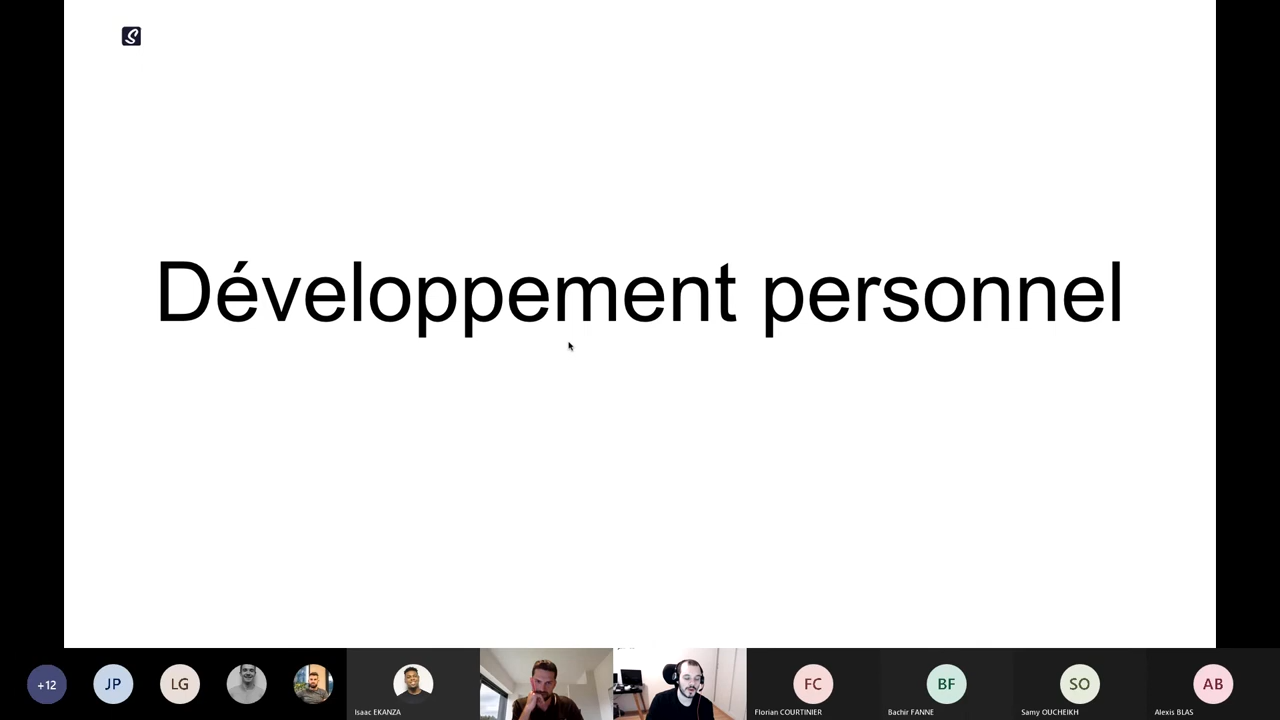 S
Développement personnel
+12
JP
LG
Isaac EKANZA
FC
Florian COURTINIER
BF
Bachir FANNE
SO
Samy OUCHEIKH
AB
Alexis BLAS